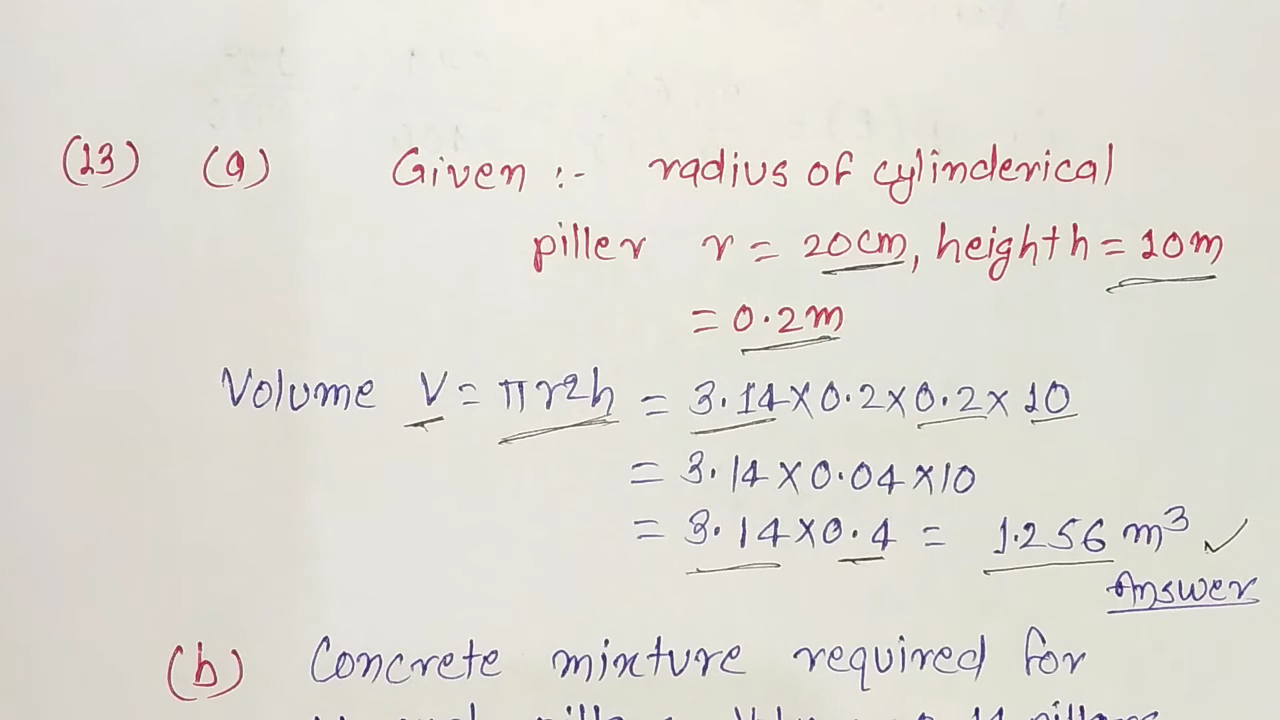 (13) (a) Given :- radius of cylinderical
piller r = 20cm, height h = 10m
= 0.2m
Volume V = πr2h = 3.14×0.2×0.2×10
= 3.14×0.04×10
= 3.14×0.4 = 1.256 m³ ✓
Answer
(b) Concrete mixture required for